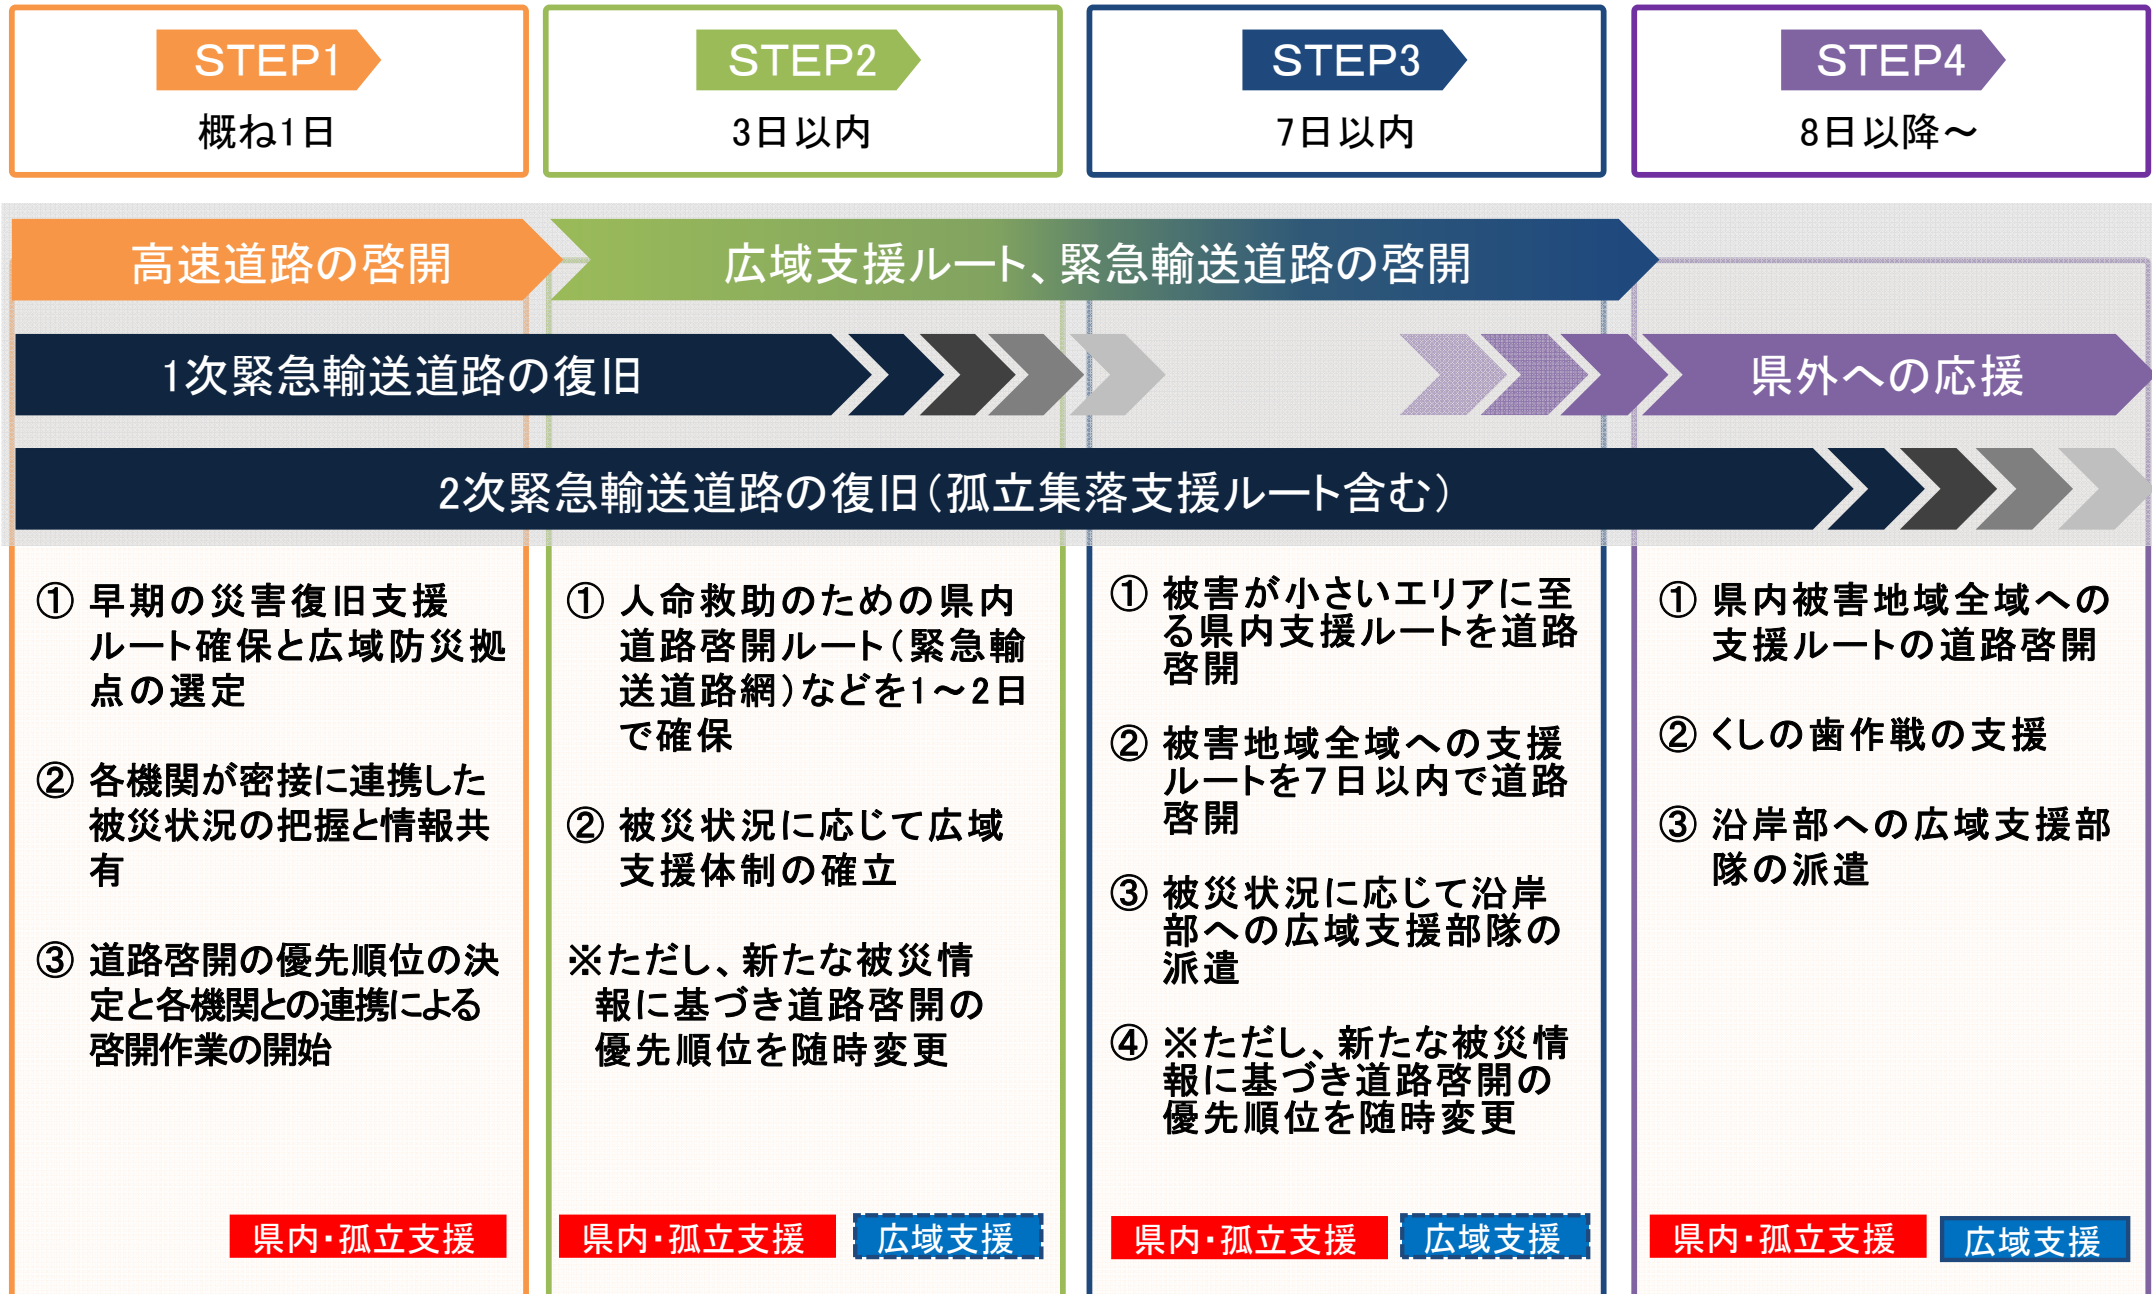 STEP1
概ね1日
STEP2
3日以内
STEP3
7日以内
STEP4
8日以降～
高速道路の啓開
広域支援ルート、緊急輸送道路の啓開
1次緊急輸送道路の復旧
県外への応援
2次緊急輸送道路の復旧（孤立集落支援ルート含む）
① 早期の災害復旧支援
ルート確保と広域防災拠
点の選定
② 各機関が密接に連携した
被災状況の把握と情報共
有
③ 道路啓開の優先順位の決
定と各機関との連携による
啓開作業の開始
県内・孤立支援
① 人命救助のための県内
道路啓開ルート（緊急輸
送道路網）などを1～2日
で確保
② 被災状況に応じて広域
支援体制の確立
※ただし、新たな被災情
報に基づき道路啓開の
優先順位を随時変更
県内・孤立支援
広域支援
① 被害が小さいエリアに至
る県内支援ルートを道路
啓開
② 被害地域全域への支援
ルートを7日以内で道路
啓開
③ 被災状況に応じて沿岸
部への広域支援部隊の
派遣
④ ※ただし、新たな被災情
報に基づき道路啓開の
優先順位を随時変更
県内・孤立支援
広域支援
① 県内被害地域全域への
支援ルートの道路啓開
② くしの歯作戦の支援
③ 沿岸部への広域支援部
隊の派遣
県内・孤立支援
広域支援